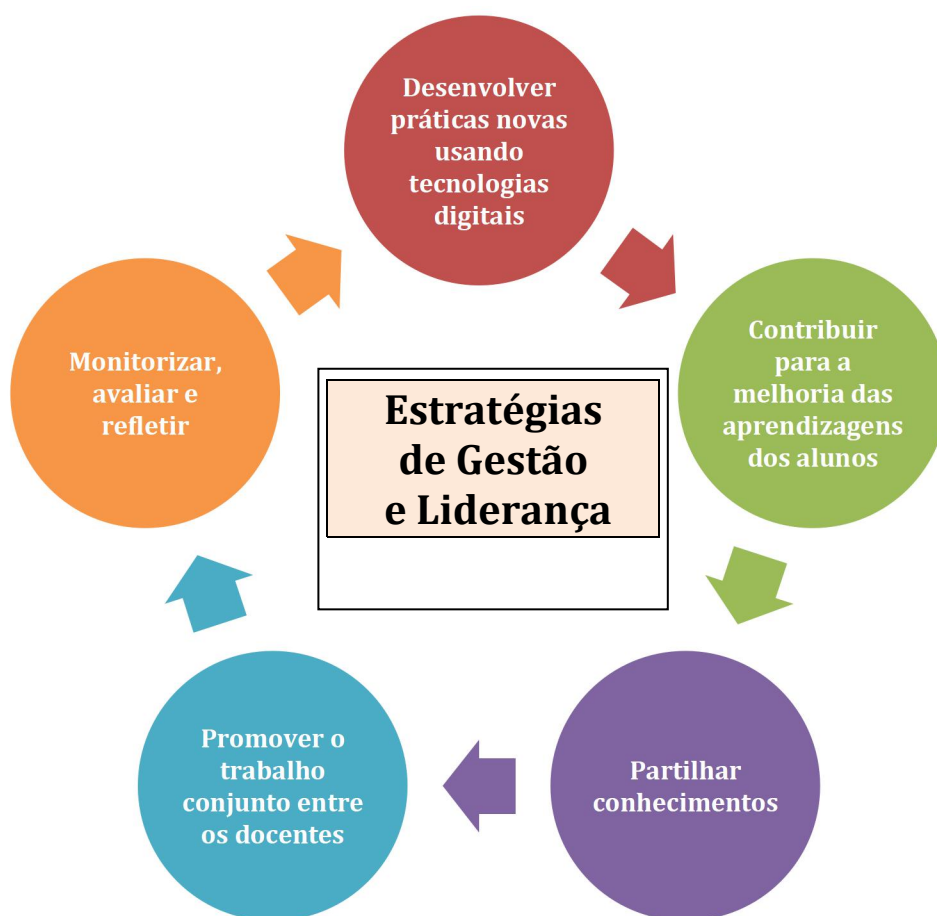 Desenvolver
práticas novas
usando
tecnologias
digitais
Contribuir
para a
melhoria das
aprendizagens
dos alunos
Partilhar
conhecimentos
Promover o
trabalho
conjunto entre
os docentes
Monitorizar,
avaliar e
refletir
Estratégias
de Gestão
e Liderança